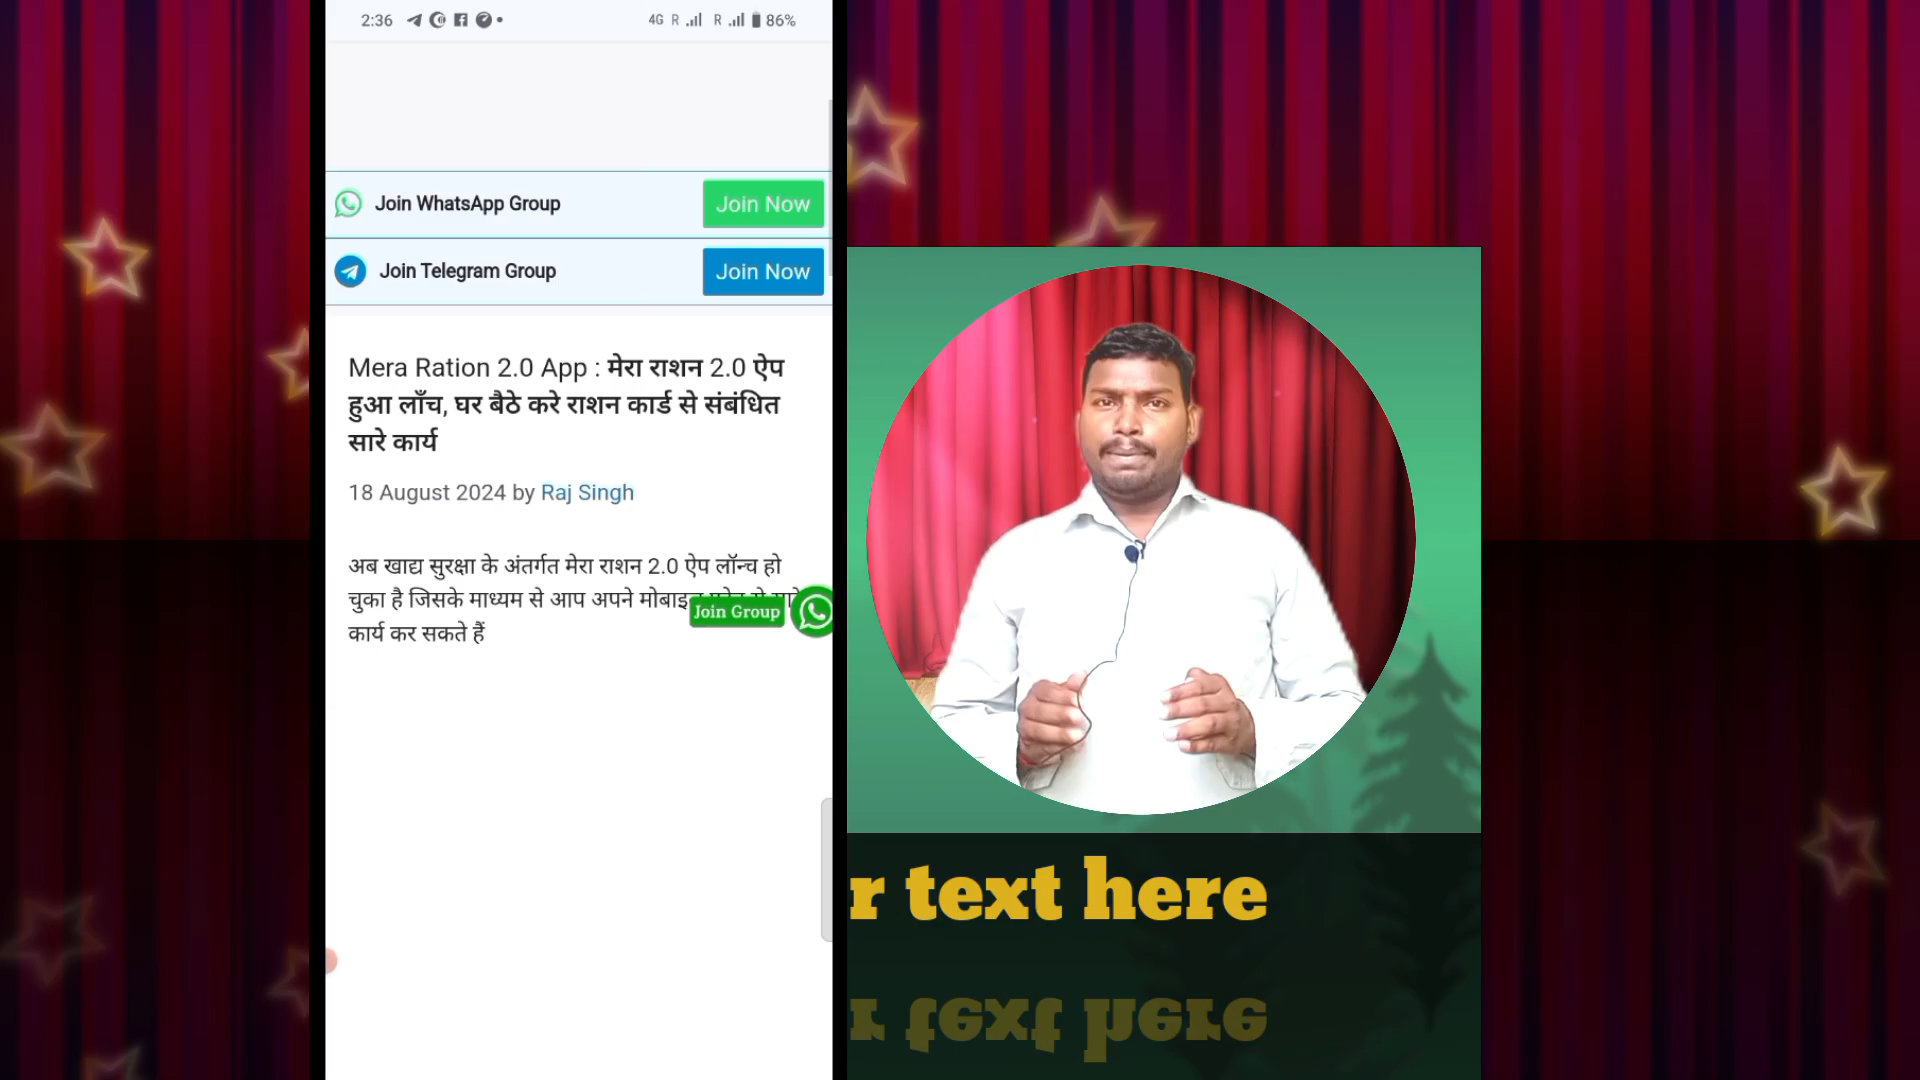 2:36
4G R R 86%
Join WhatsApp Group Join Now
Join Telegram Group Join Now
Mera Ration 2.0 App : मेरा राशन 2.0 ऐप
हुआ लाँच, घर बैठे करे राशन कार्ड से संबंधित
सारे कार्य
18 August 2024 by Raj Singh
अब खाद्य सुरक्षा के अंतर्गत मेरा राशन 2.0 ऐप लॉन्च हो
चुका है जिसके माध्यम से आप अपने
Join Group
कार्य कर सकते हैं
r text here